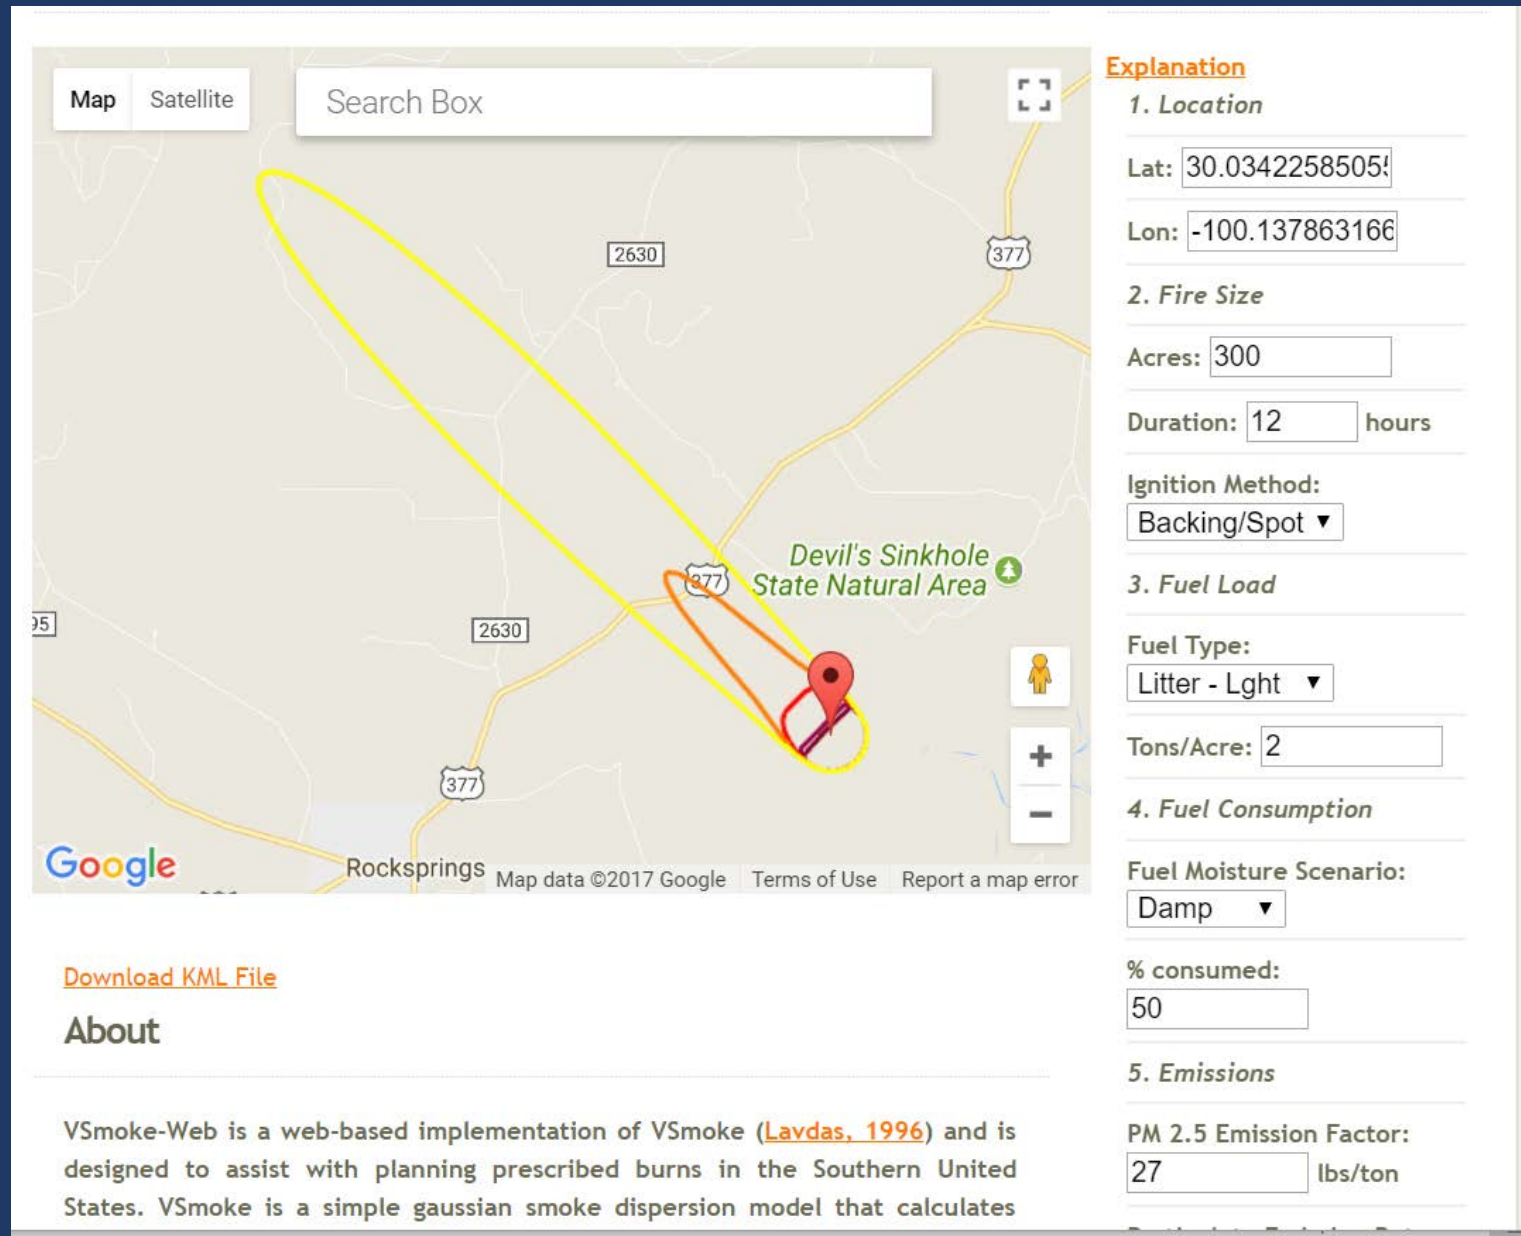 Map
Satellite
Search Box
2630
377
Devil's Sinkhole
State Natural Area
377
2630
95
377
Rocksprings
Google
Map data ©2017 Google
Terms of Use
Report a map error
Download KML File
About
VSmoke-Web is a web-based implementation of VSmoke (Lavdas, 1996) and is
designed to assist with planning prescribed burns in the Southern United
States. VSmoke is a simple gaussian smoke dispersion model that calculates
Explanation
1. Location
Lat: 30.0342258505
Lon: -100.137863166
2. Fire Size
Acres: 300
Duration: 12 hours
Ignition Method:
Backing/Spot
3. Fuel Load
Fuel Type:
Litter - Lght
Tons/Acre: 2
4. Fuel Consumption
Fuel Moisture Scenario:
Damp
% consumed:
50
5. Emissions
PM 2.5 Emission Factor:
27 lbs/ton